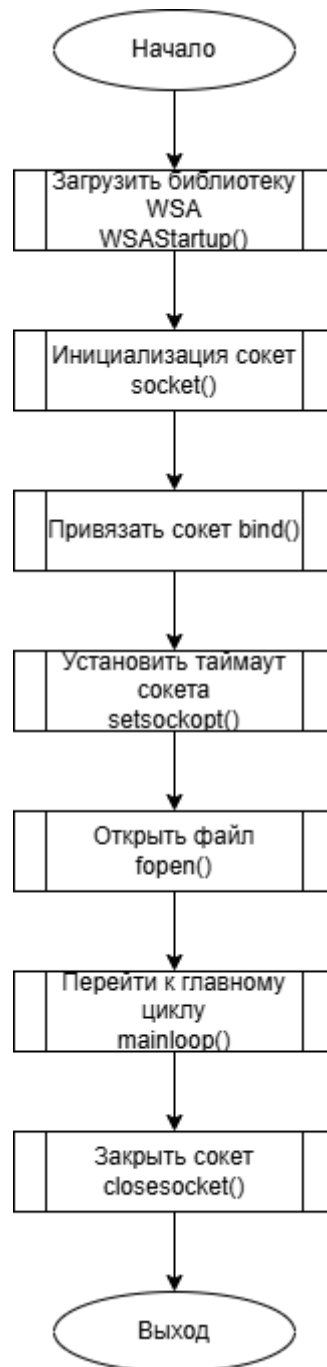 Начало
Загрузить библиотеку
WSA
WSAStartup()
Инициализация сокет
socket()
Привязать сокет bind()
Установить таймаут
сокета
setsockopt()
Открыть файл
fopen()
Перейти к главному
циклу
mainloop()
Закрыть сокет
closesocket()
Выход